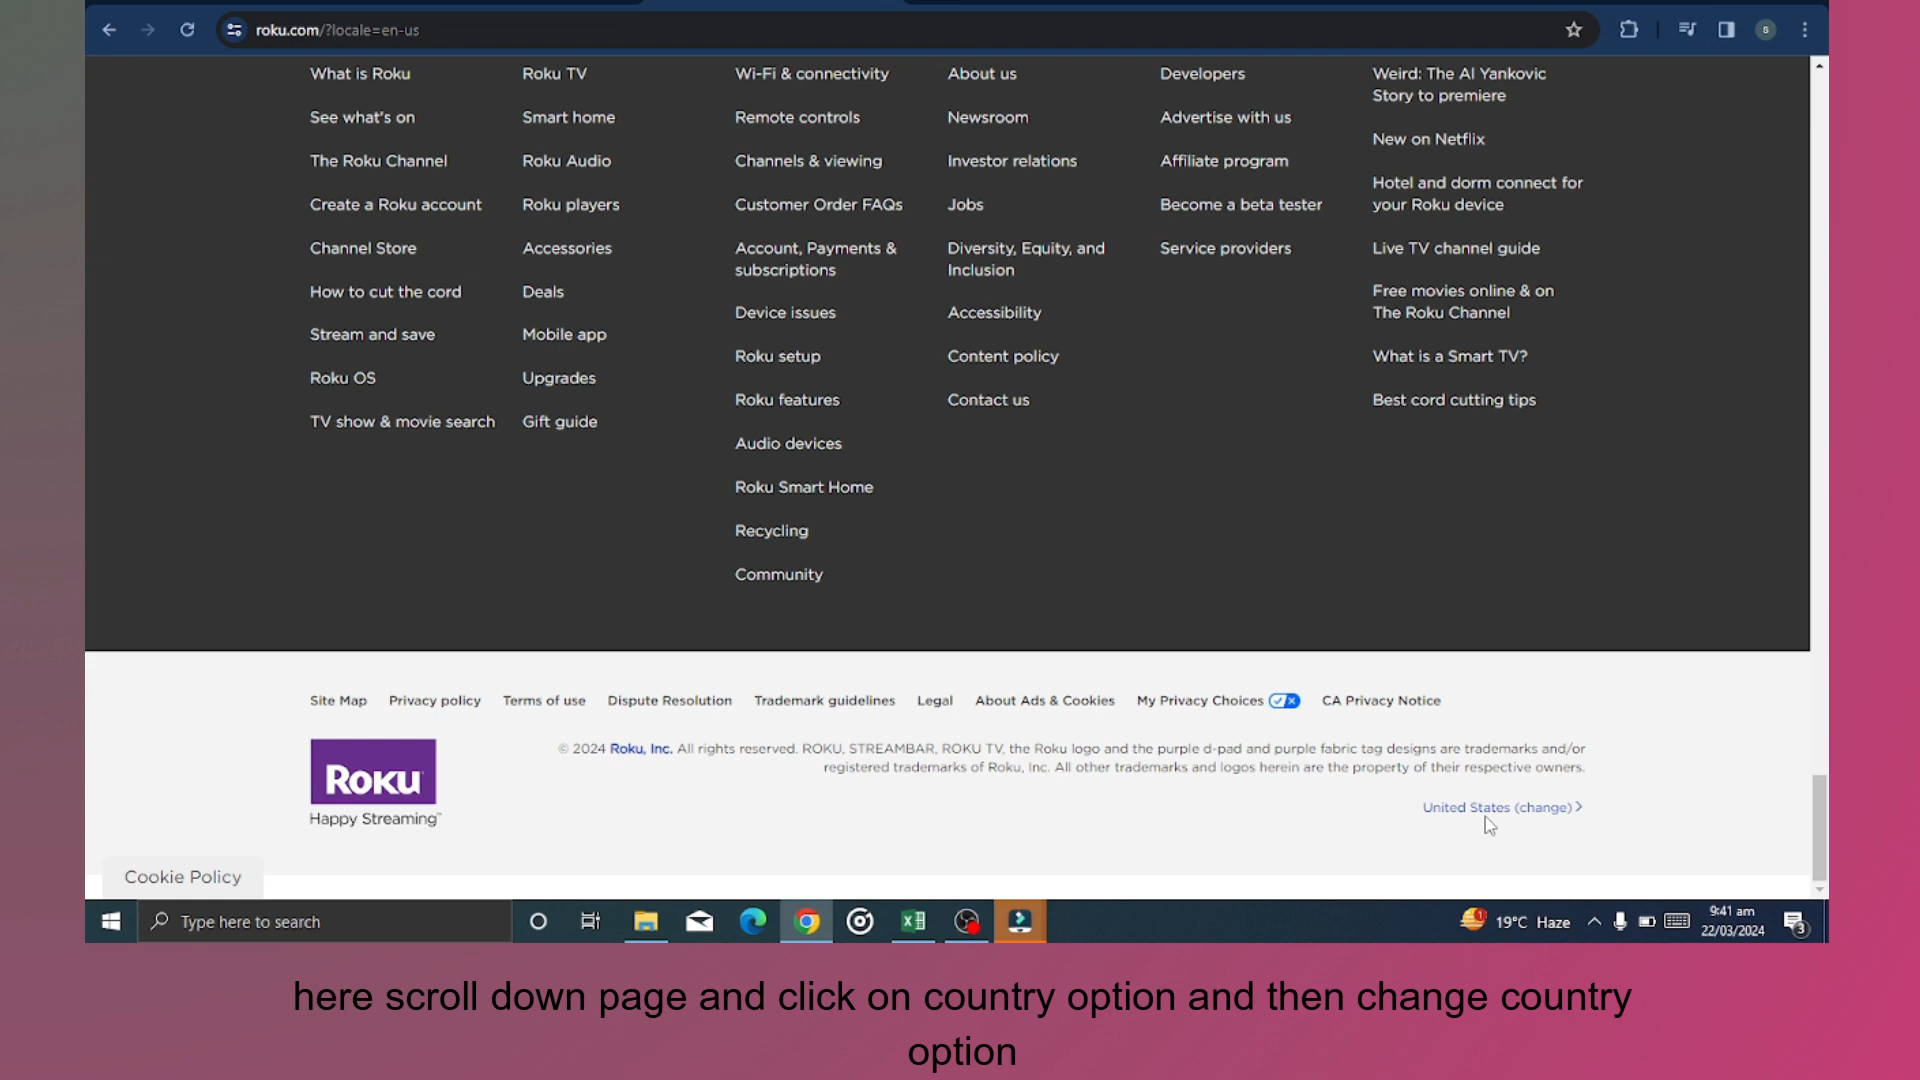 roku.com/?locale=en-us
S
What is Roku
See what's on
The Roku Channel
Create a Roku account
Channel Store
How to cut the cord
Stream and save
Roku OS
TV show & movie search
Roku TV
Smart home
Roku Audio
Roku players
Accessories
Deals
Mobile app
Upgrades
Gift guide
Wi-Fi & connectivity
Remote controls
Channels & viewing
Customer Order FAQs
Account, Payments &
subscriptions
Device issues
Roku setup
Roku features
Audio devices
Roku Smart Home
Recycling
Community
About us
Newsroom
Investor relations
Jobs
Diversity, Equity, and
Inclusion
Accessibility
Content policy
Contact us
Developers
Advertise with us
Affiliate program
Become a beta tester
Service providers
Weird: The Al Yankovic
Story to premiere
New on Netflix
Hotel and dorm connect for
your Roku device
Live TV channel guide
Free movies online & on
The Roku Channel
What is a Smart TV?
Best cord cutting tips
Site Map Privacy policy Terms of use Dispute Resolution Trademark guidelines Legal About Ads & Cookies My Privacy Choices CA Privacy Notice
ROKU
Happy Streaming™
© 2024 Roku, Inc. All rights reserved. ROKU, STREAMBAR, ROKU TV, the Roku logo and the purple d-pad and purple fabric tag designs are trademarks and/or
registered trademarks of Roku, Inc. All other trademarks and logos herein are the property of their respective owners.
United States (change)
Cookie Policy
Type here to search
1
19°C Haze
9:41 am
22/03/2024
3
here scroll down page and click on country option and then change country
option